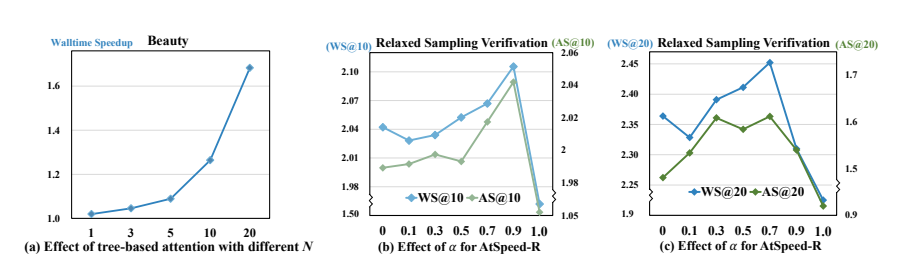 Walltime Speedup Beauty
1.6
1.4
1.2
1.0
1 3 5 10 20
(a) Effect of tree-based attention with different N
(WS@10) Relaxed Sampling Verifivation (AS@10)
2.10
2.07
2.04
2.01
1.98
1.50
2.06
2.04
2.02
2
1.98
1.05
WS@10 AS@10
0 0.1 0.3 0.5 0.7 0.9 1.0
(b) Effect of α for AtSpeed-R
(WS@20) Relaxed Sampling Verifivation (AS@20)
2.45
2.40
2.35
2.30
2.25
1.9
1.7
1.6
1.5
0.9
WS@20 AS@20
0 0.1 0.3 0.5 0.7 0.9 1.0
(c) Effect of α for AtSpeed-R